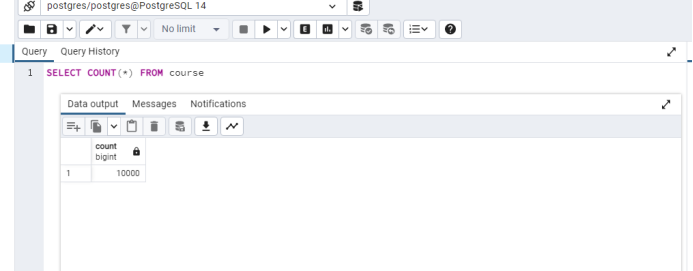 postgres/postgres@PostgreSQL 14
No limit
E
Query Query History
1 SELECT COUNT(*) FROM course
Data output Messages Notifications
count
bigint
1 10000